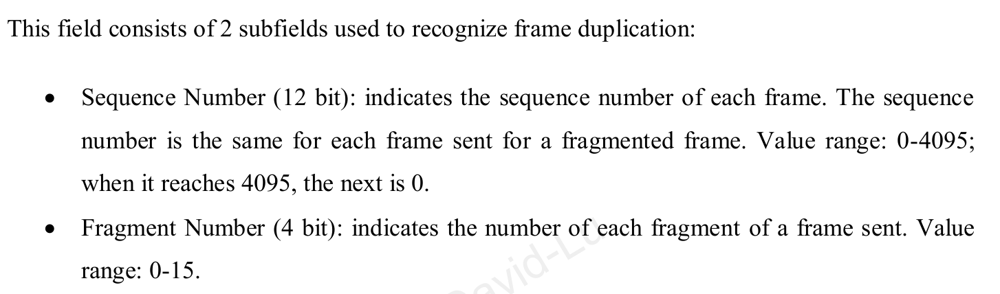 This field consists of 2 subfields used to recognize frame duplication:
• Sequence Number (12 bit): indicates the sequence number of each frame. The sequence
number is the same for each frame sent for a fragmented frame. Value range: 0-4095;
when it reaches 4095, the next is 0.
• Fragment Number (4 bit): indicates the number of each fragment of a frame sent. Value
range: 0-15.